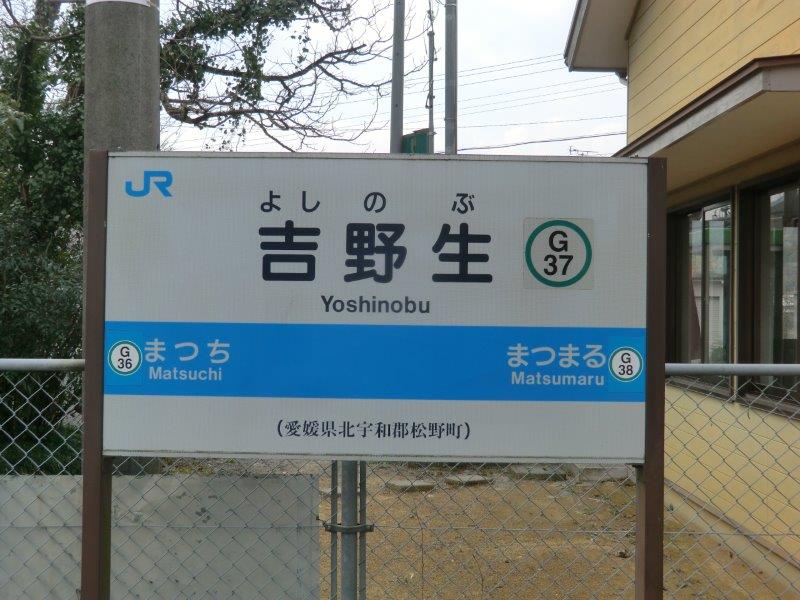 JR
よしのぶ
吉野生
G
37
Yoshinobu
G
36
まつち
Matsuchi
まつまる
Matsumaru
G
38
(愛媛県北宇和郡松野町)